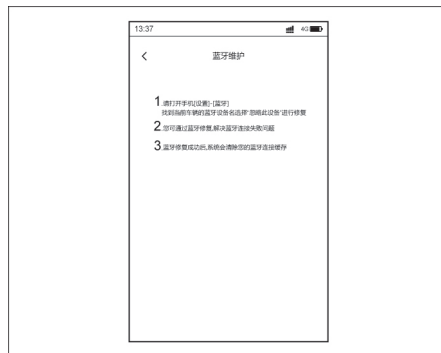 13:37 4G
蓝牙维护
1.请打开手机[设置]-[蓝牙]
找到当前车辆的蓝牙设备名选择"忽略此设备"进行修复
2.您可通过蓝牙修复,解决蓝牙连接失败问题
3.蓝牙修复成功后,系统会清除您的蓝牙连接缓存